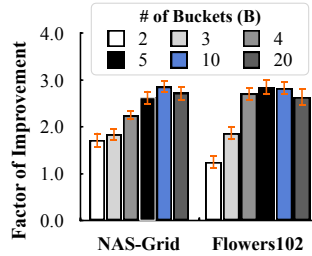 # of Buckets (B)
2 3 4
5 10 20
Factor of Improvement
4.0
3.0
2.0
1.0
0.0
NAS-Grid Flowers102